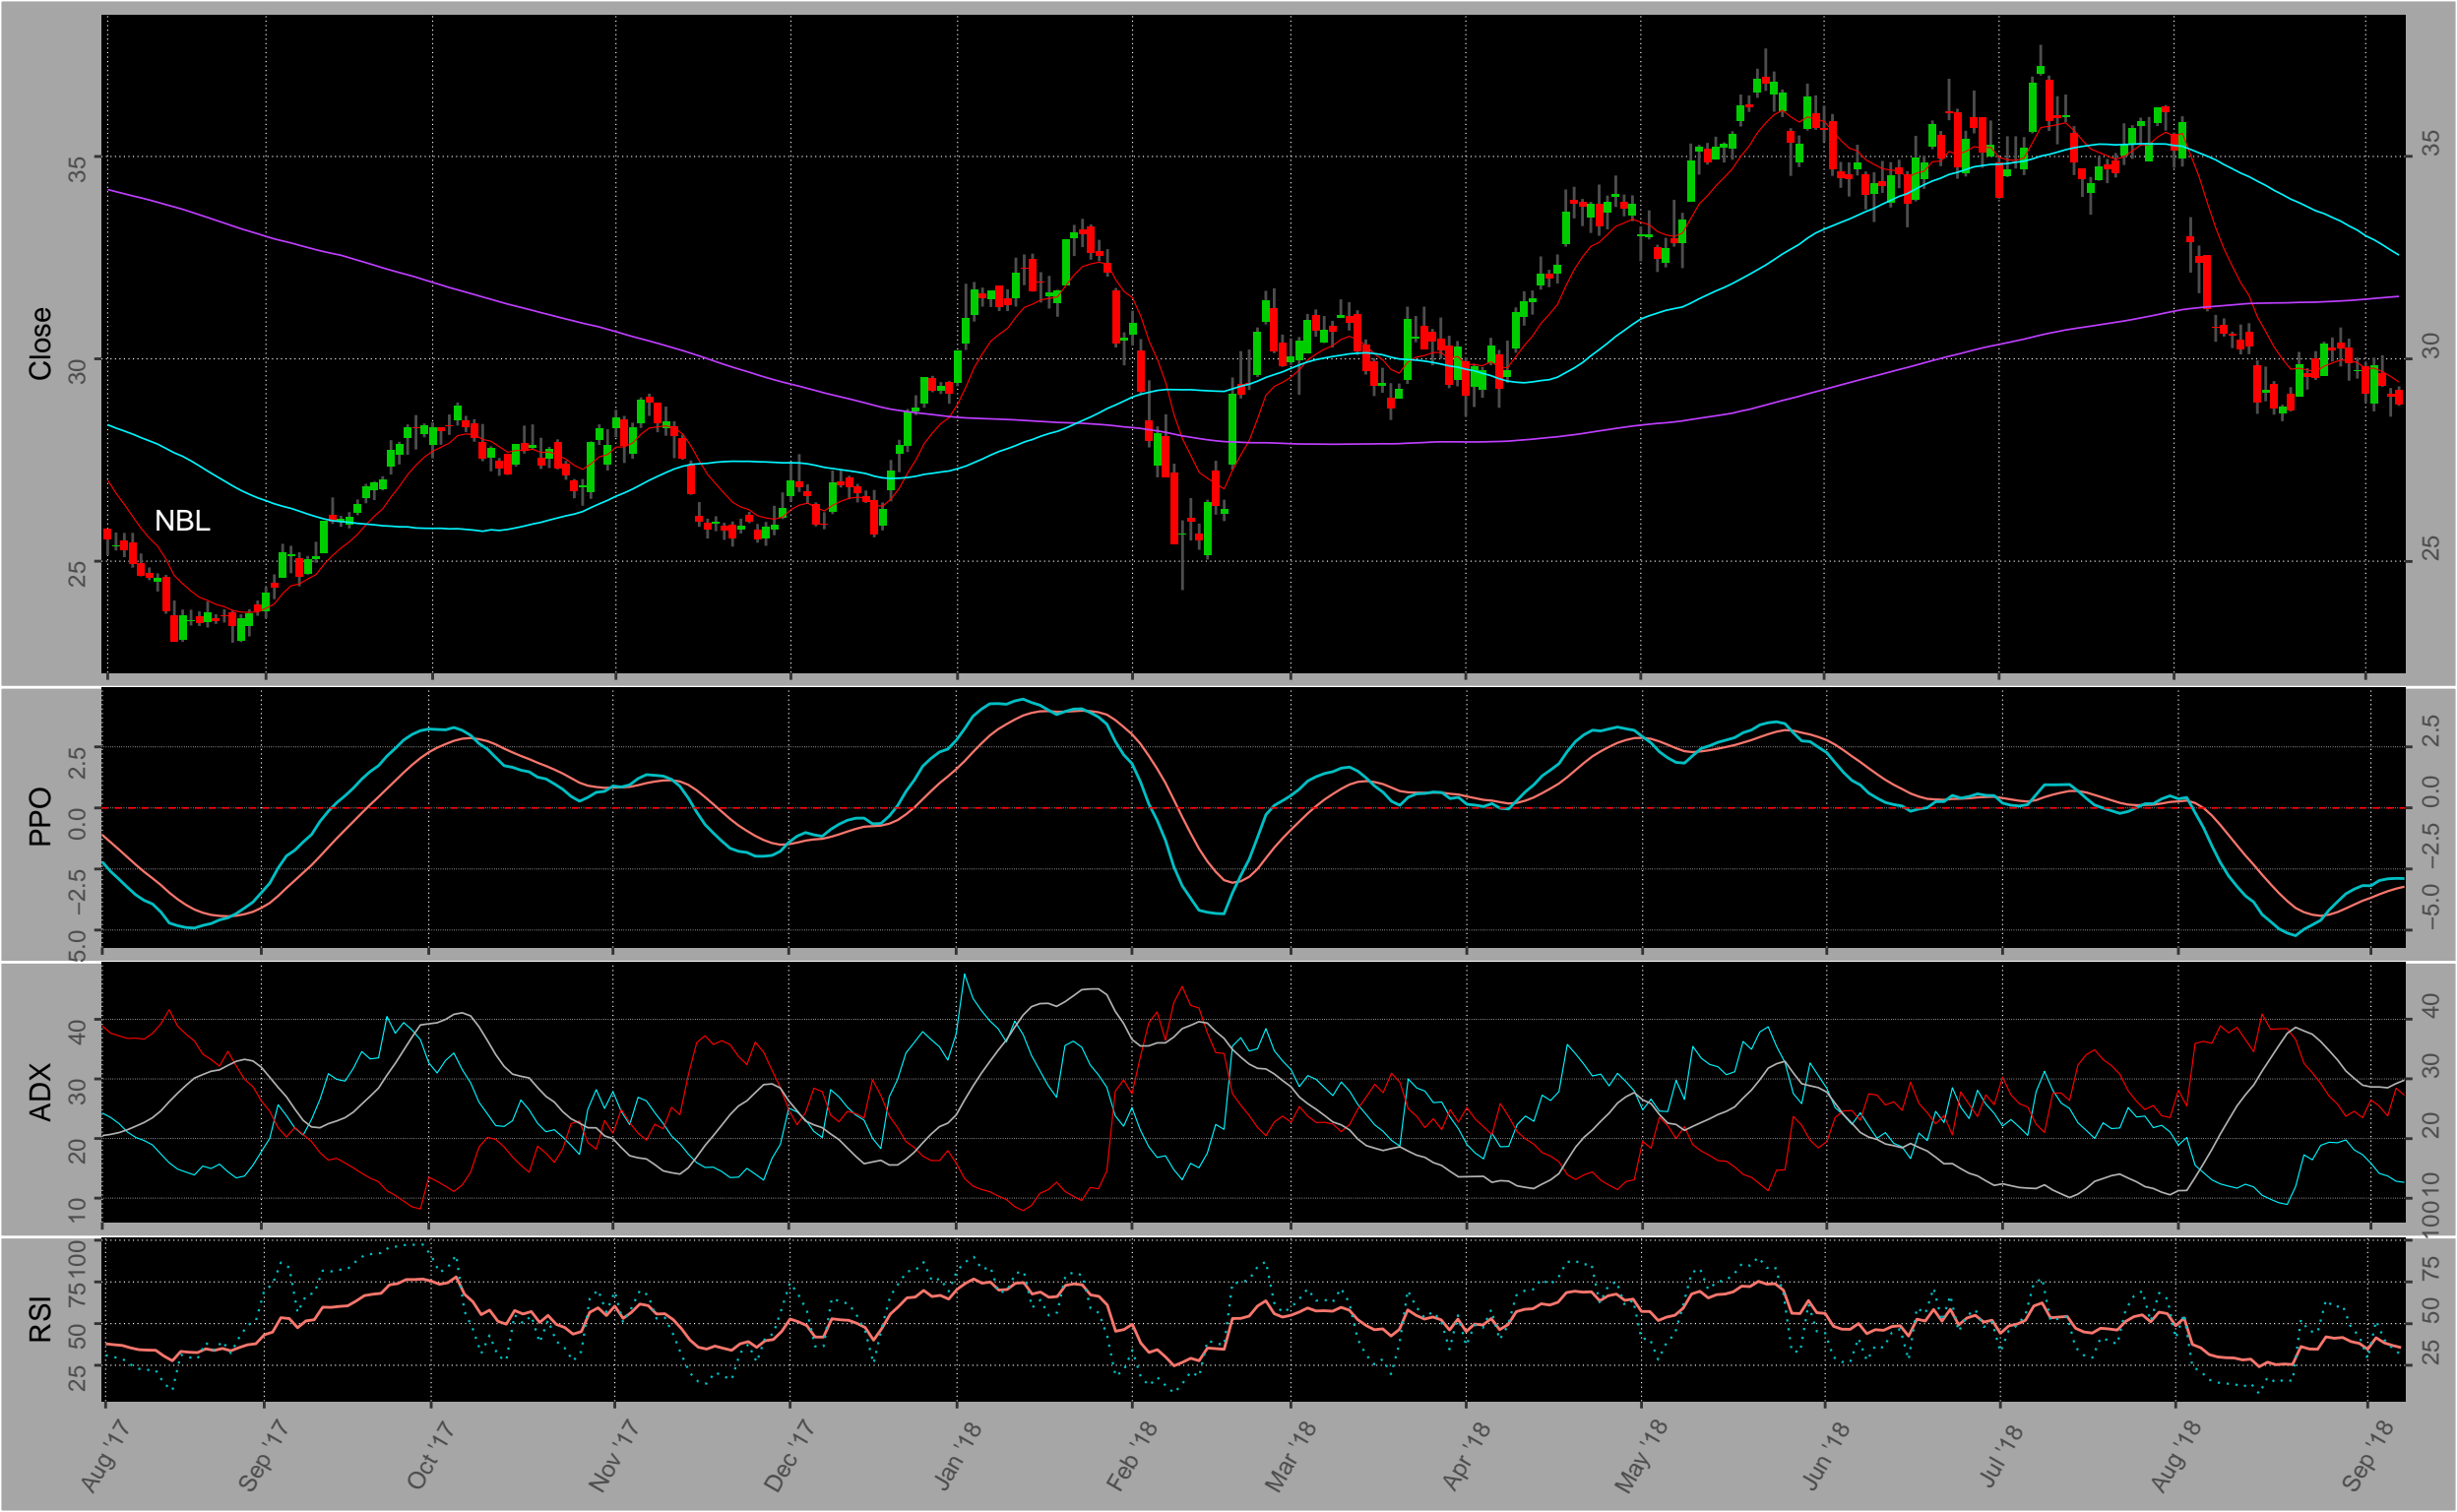 Close
35
30
25
NBL
35
30
25
PPO
2.5
0.0
−2.5
5.0
2.5
0.0
−2.5
−5.0
ADX
40
30
20
10
40
30
20
10
RSI
100
75
50
25
100
75
50
25
Aug '17
Sep '17
Oct '17
Nov '17
Dec '17
Jan '18
Feb '18
Mar '18
Apr '18
May '18
Jun '18
Jul '18
Aug '18
Sep '18